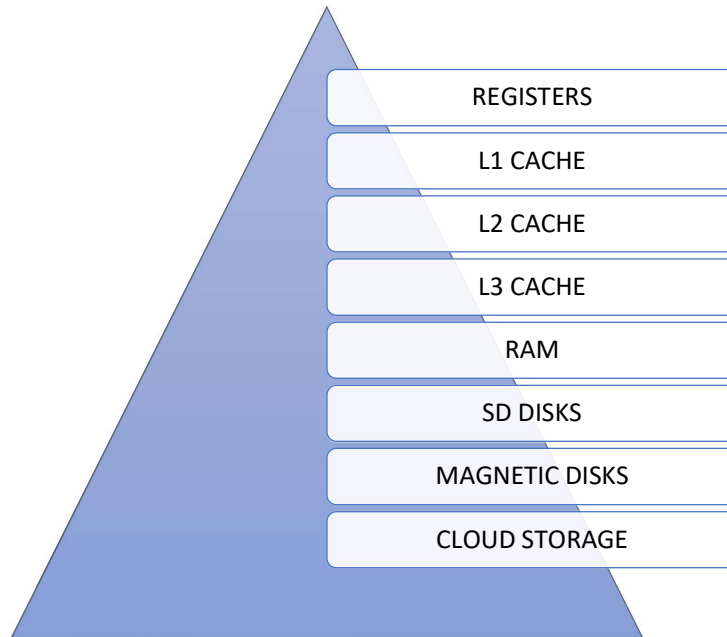 REGISTERS
L1 CACHE
L2 CACHE
L3 CACHE
RAM
SD DISKS
MAGNETIC DISKS
CLOUD STORAGE